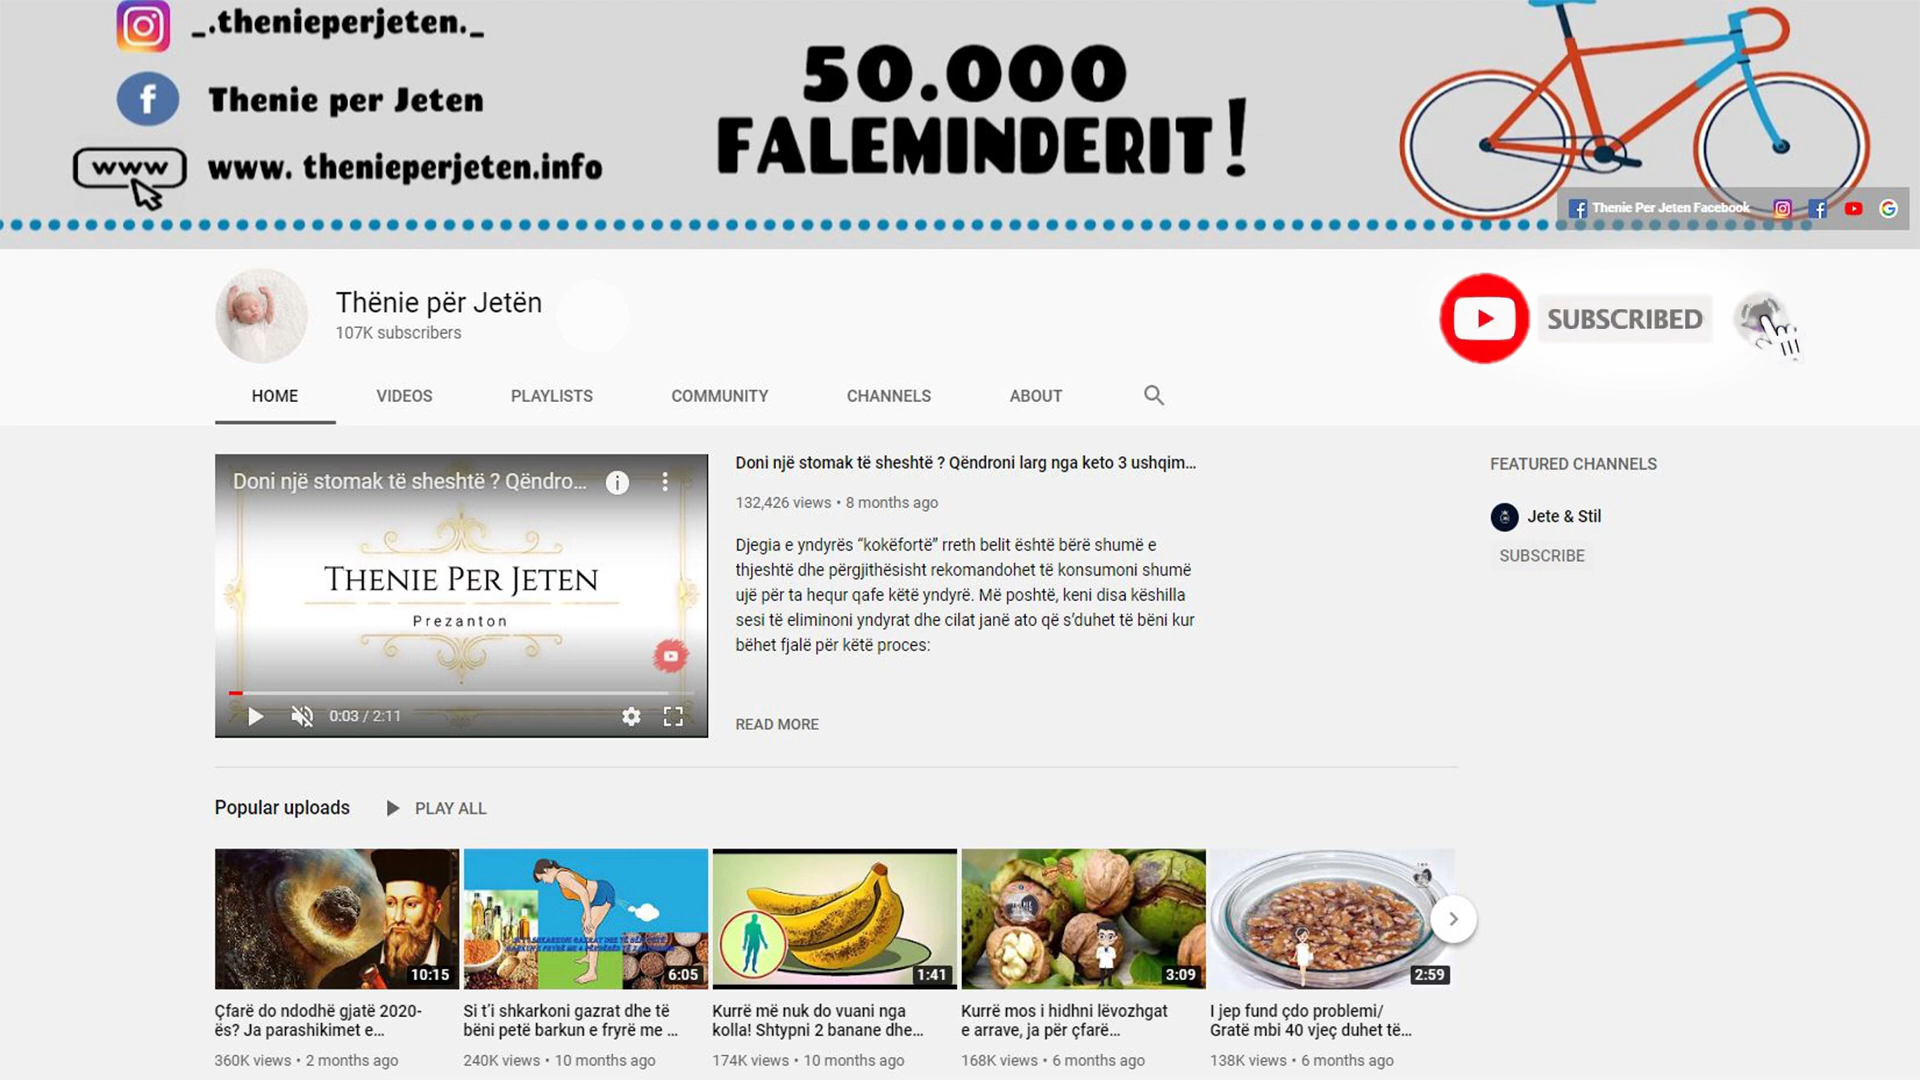 _.thenieperjeten._
Thenie per Jeten
www
www. thenieperjeten.info
50.000
FALEMINDERIT!
Thenie Per Jeten Facebook
Thënie për Jetën
107K subscribers
SUBSCRIBED
HOME
VIDEOS
PLAYLISTS
COMMUNITY
CHANNELS
ABOUT
Doni një stomak të sheshtë ? Qëndro...
THENIE PER JETEN
Prezanton
0:03 / 2:11
Doni një stomak të sheshtë ? Qëndroni larg nga keto 3 ushqim...
132,426 views • 8 months ago
Djegia e yndyrës “kokëfortë” rreth belit është bërë shumë e
thjeshtë dhe përgjithësisht rekomandohet të konsumoni shumë
ujë për ta hequr qafe këtë yndyrë. Më poshtë, keni disa këshilla
sesi të eliminoni yndyrat dhe cilat janë ato që s’duhet të bëni kur
bëhet fjalë për këtë proces:
READ MORE
FEATURED CHANNELS
Jete & Stil
SUBSCRIBE
Popular uploads
PLAY ALL
10:15
6:05
1:41
3:09
2:59
Çfarë do ndodhë gjatë 2020-
ës? Ja parashikimet e...
360K views • 2 months ago
Si t’i shkarkoni gazrat dhe të
bëni petë barkun e fryrë me ...
240K views • 10 months ago
Kurrë më nuk do vuani nga
kolla! Shtypni 2 banane dhe...
174K views • 10 months ago
Kurrë mos i hidhni lëvozhgat
e arrave, ja për çfarë...
168K views • 6 months ago
I jep fund çdo problemi/
Gratë mbi 40 vjeç duhet të...
138K views • 6 months ago